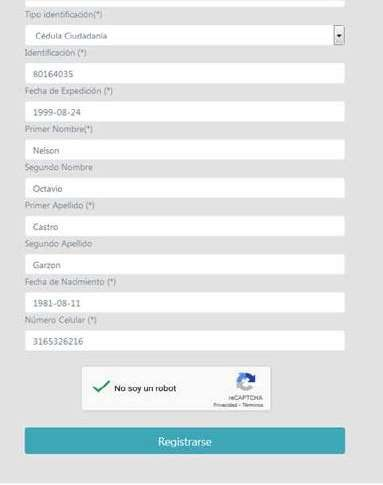 Tipo identificación(*)
Cédula Ciudadania
Identificación (*)
80164035
Fecha de Expedición (*)
1999-08-24
Primer Nombre(*)
Nelson
Segundo Nombre
Octavio
Primer Apellido (*)
Castro
Segundo Apellido
Garzon
Fecha de Nacimiento (*)
1981-08-11
Número Celular (*)
3165326216
No soy un robot
reCAPTCHA
Privacidad - Términos
Registrarse